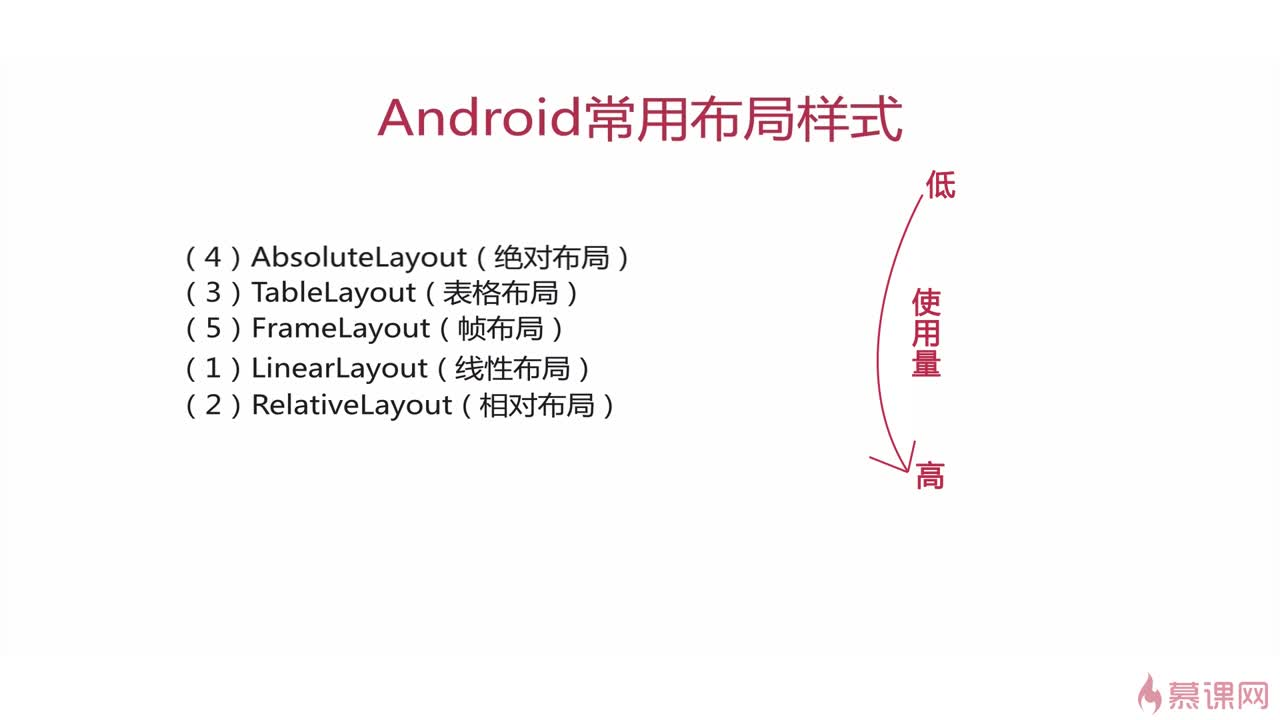 Android常用布局样式
低
（4）AbsoluteLayout（绝对布局）
（3）TableLayout（表格布局）
（5）FrameLayout（帧布局）
（1）LinearLayout（线性布局）
（2）RelativeLayout（相对布局）
使用量
高
慕课网